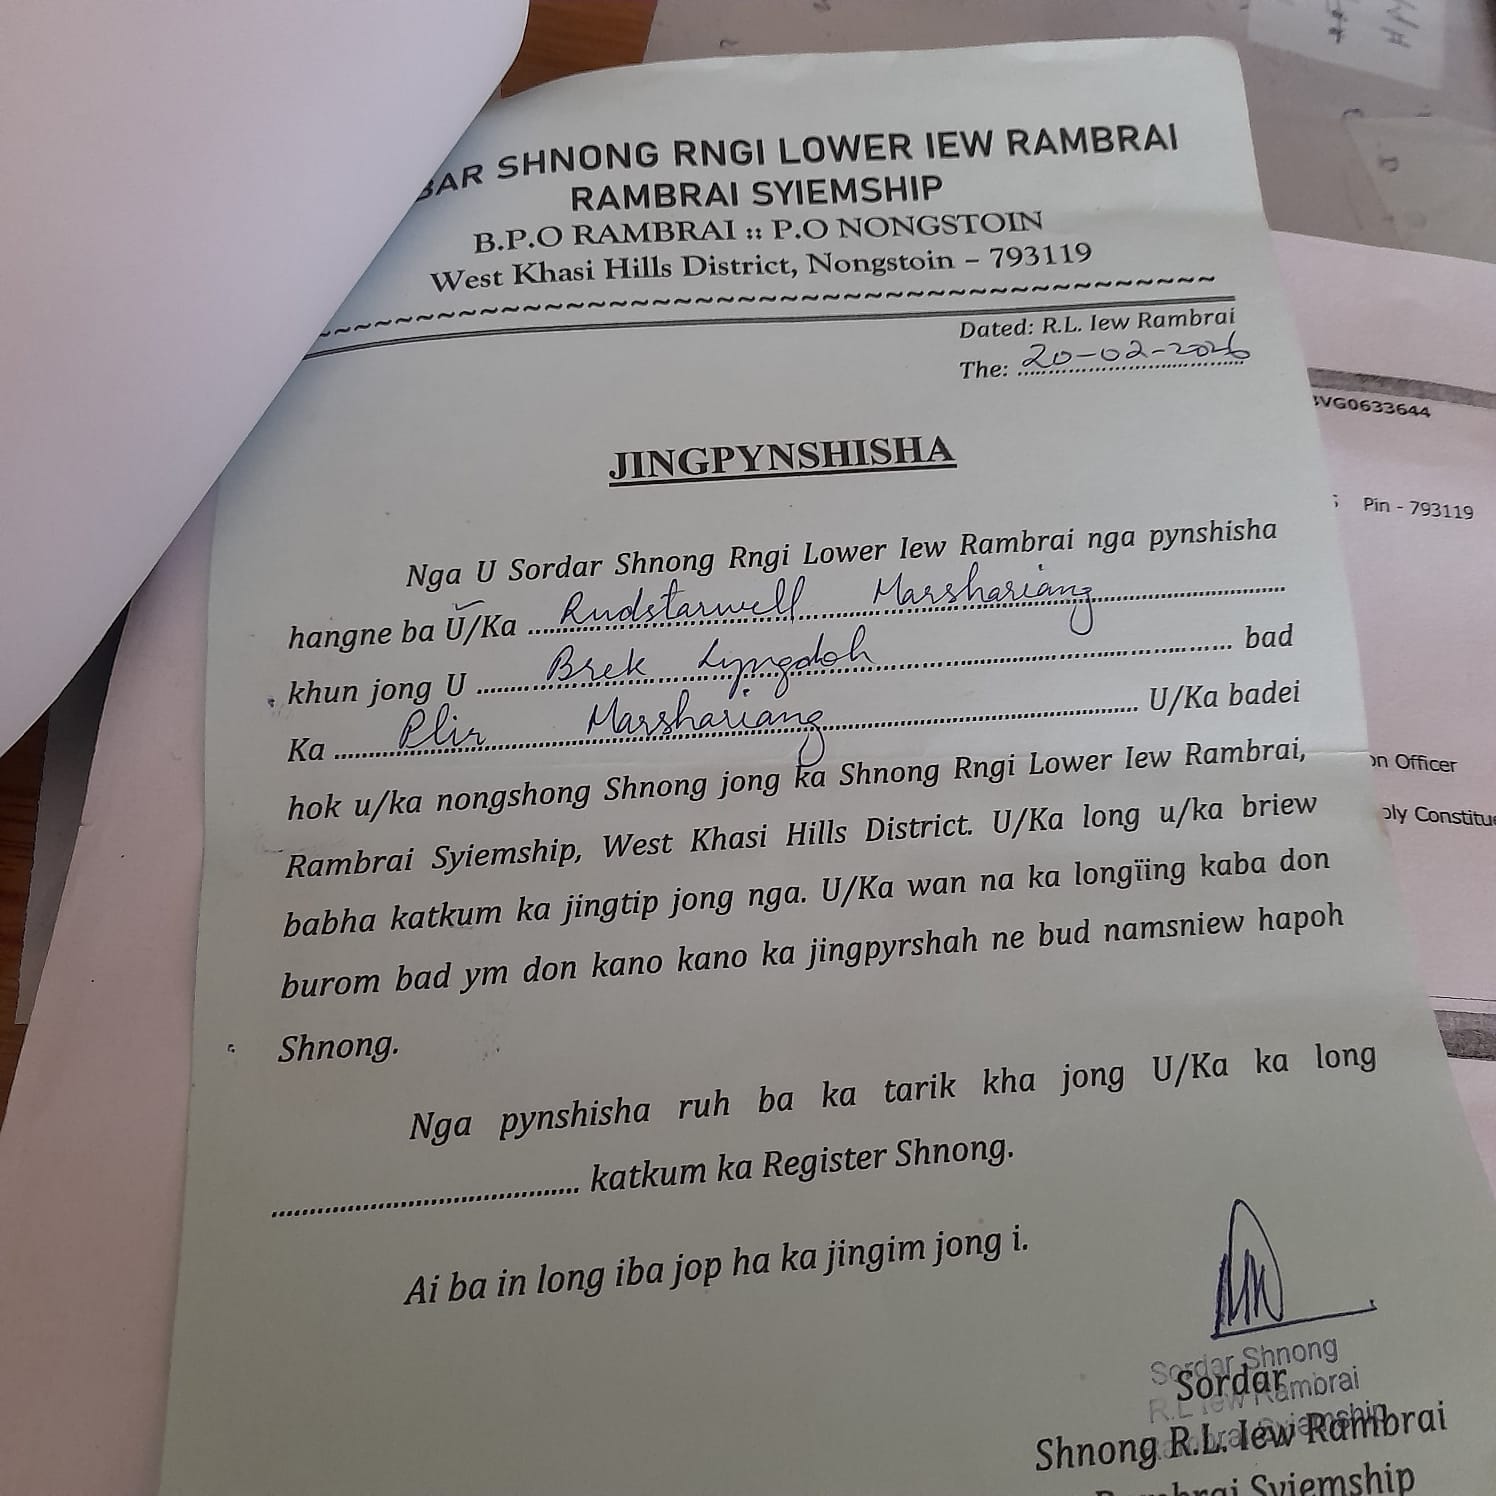 SHNONG RNGI LOWER IEW RAMBRAI
RAMBRAI SYIEMSHIP
B.P.O RAMBRAI :: P.O NONGSTOIN
West Khasi Hills District, Nongstoin – 793119
~~~~~~~~~~~~~~~~~~~~~~~~~~~~~~~~~~~~~~~~
Dated: R.L. Iew Rambrai
The: 20-02-2026
JINGPYNSHISHA
Nga U Sordar Shnong Rngi Lower Iew Rambrai nga pynshisha
hangne ba U/Ka Rudstarwell Marshariang
khun jong U Brek Lyngdoh bad
Ka Plir Marshariang U/Ka badei
hok u/ka nongshong Shnong jong ka Shnong Rngi Lower Iew Rambrai,
Rambrai Syiemship, West Khasi Hills District. U/Ka long u/ka briew
babha katkum ka jingtip jong nga. U/Ka wan na ka longïing kaba don
burom bad ym don kano kano ka jingpyrshah ne bud namsniew hapoh
Shnong.
Nga pynshisha ruh ba ka tarik kha jong U/Ka ka long
........................................ katkum ka Register Shnong.
Ai ba in long iba jop ha ka jingim jong i.
Sordar Shnong
R.L Iew Rambrai
Rambrai Syiemship
Sordar
Shnong R.L. Iew Rambrai
Syiemship
VG0633644
Pin - 793119
Officer